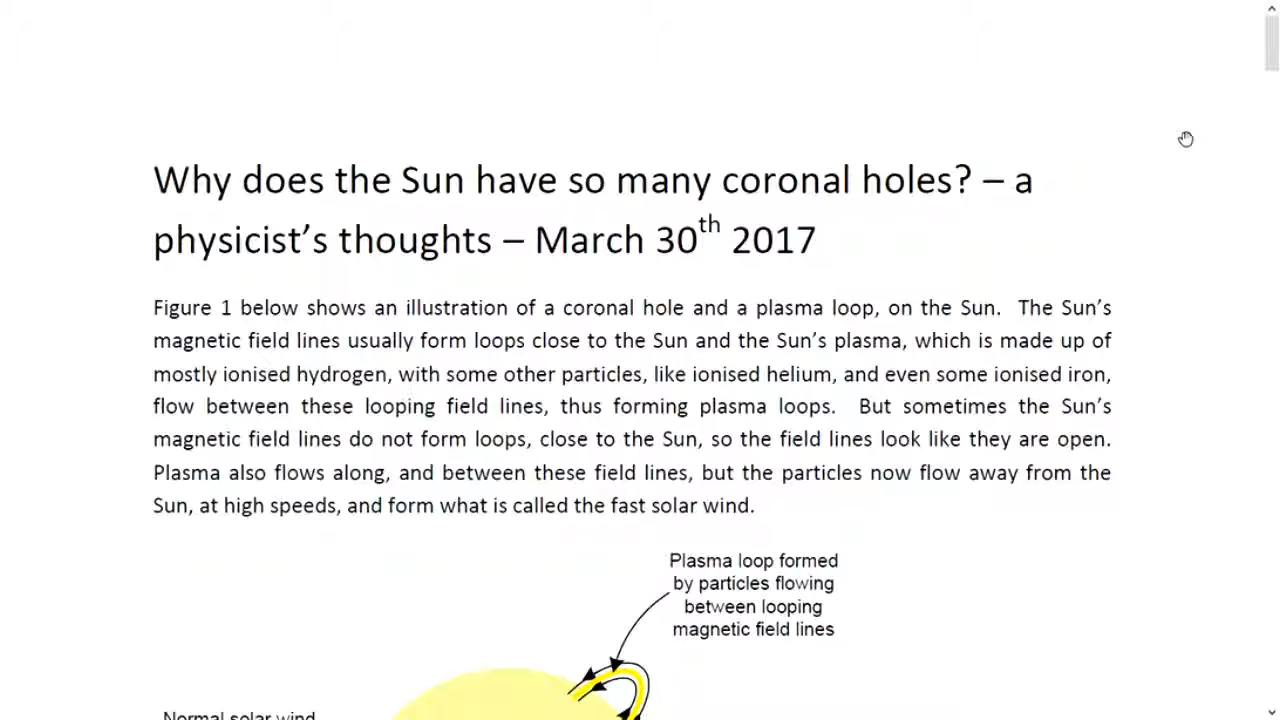 Why does the Sun have so many coronal holes? – a
physicist’s thoughts – March 30th 2017
Figure 1 below shows an illustration of a coronal hole and a plasma loop, on the Sun.  The Sun’s
magnetic field lines usually form loops close to the Sun and the Sun’s plasma, which is made up of
mostly ionised hydrogen, with some other particles, like ionised helium, and even some ionised iron,
flow between these looping field lines, thus forming plasma loops.  But sometimes the Sun’s
magnetic field lines do not form loops, close to the Sun, so the field lines look like they are open.
Plasma also flows along, and between these field lines, but the particles now flow away from the
Sun, at high speeds, and form what is called the fast solar wind.
Plasma loop formed
by particles flowing
between looping
magnetic field lines
Normal solar wind